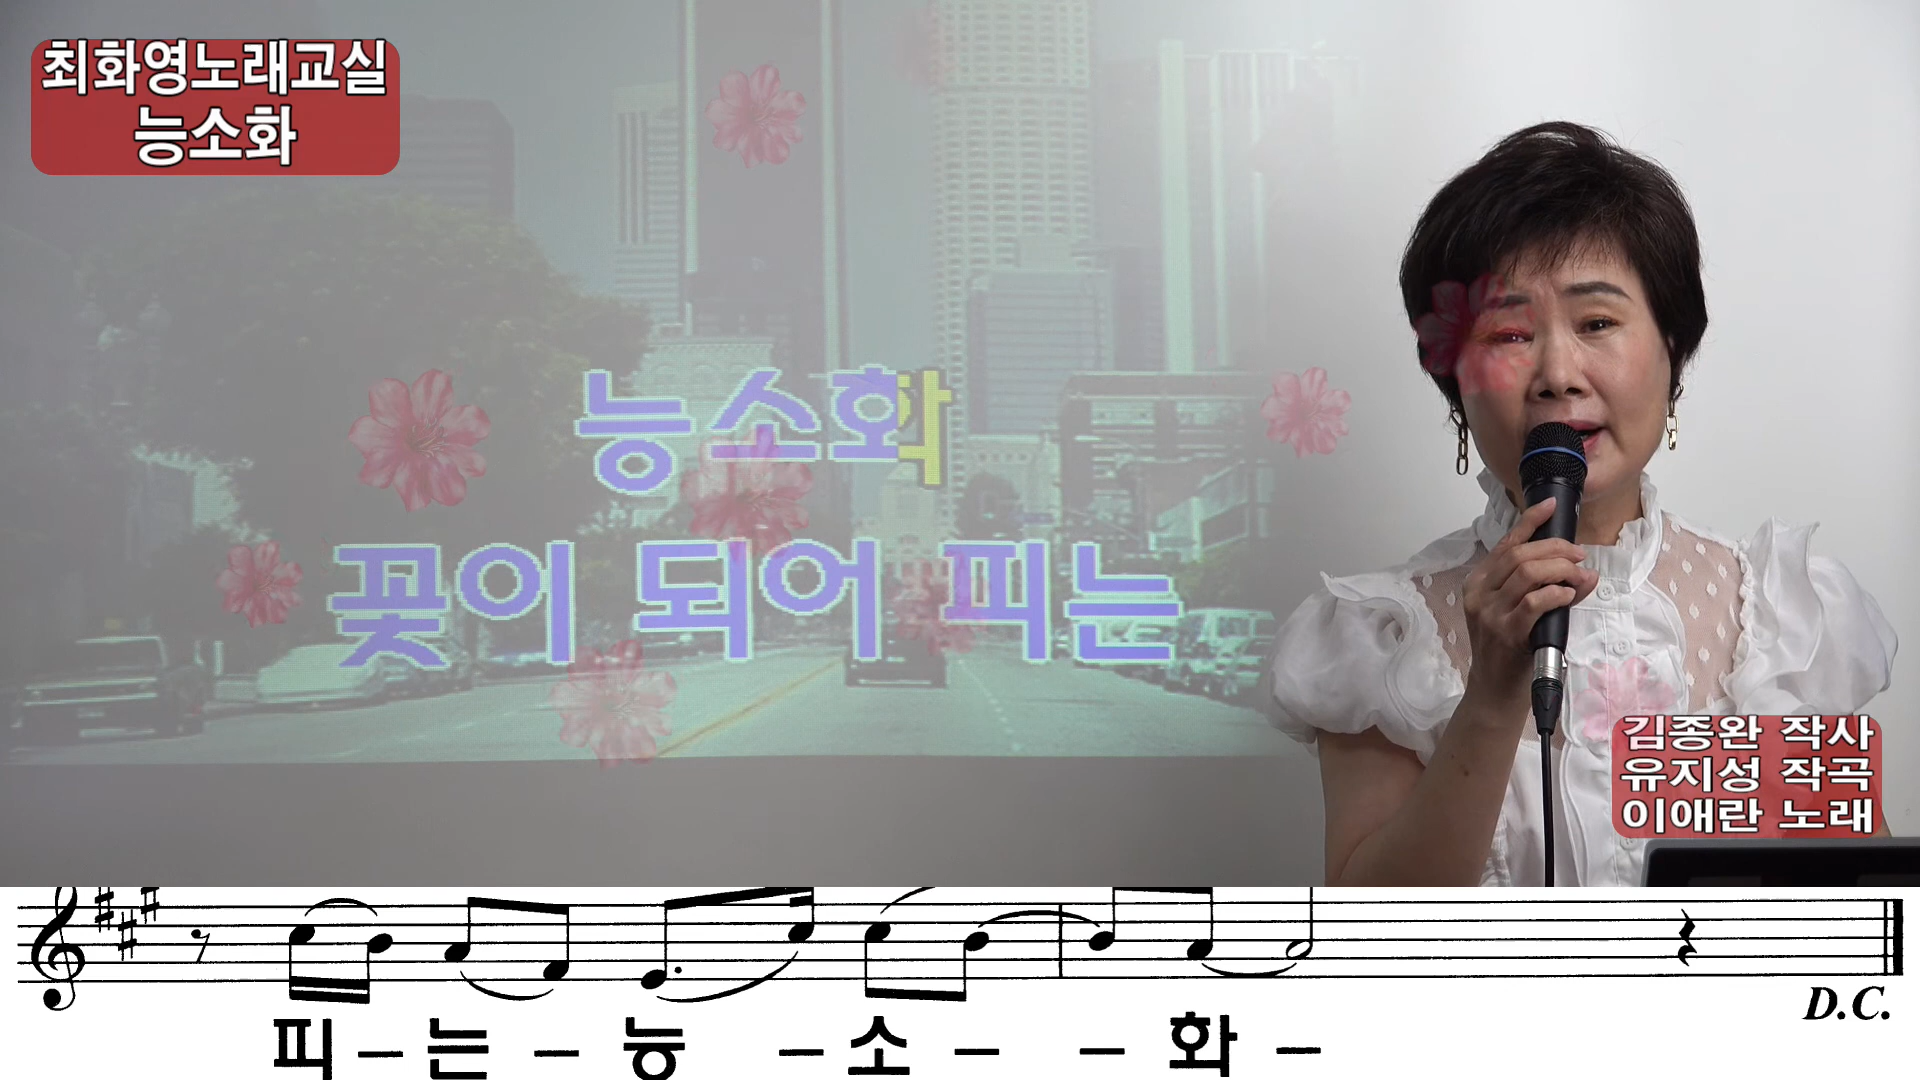 최화영노래교실
능소화
능소화
꽃이 되어 피는
김종완 작사
유지성 작곡
이애란 노래
D.C.
피 – 는 – 능 – 소 – – 화 –